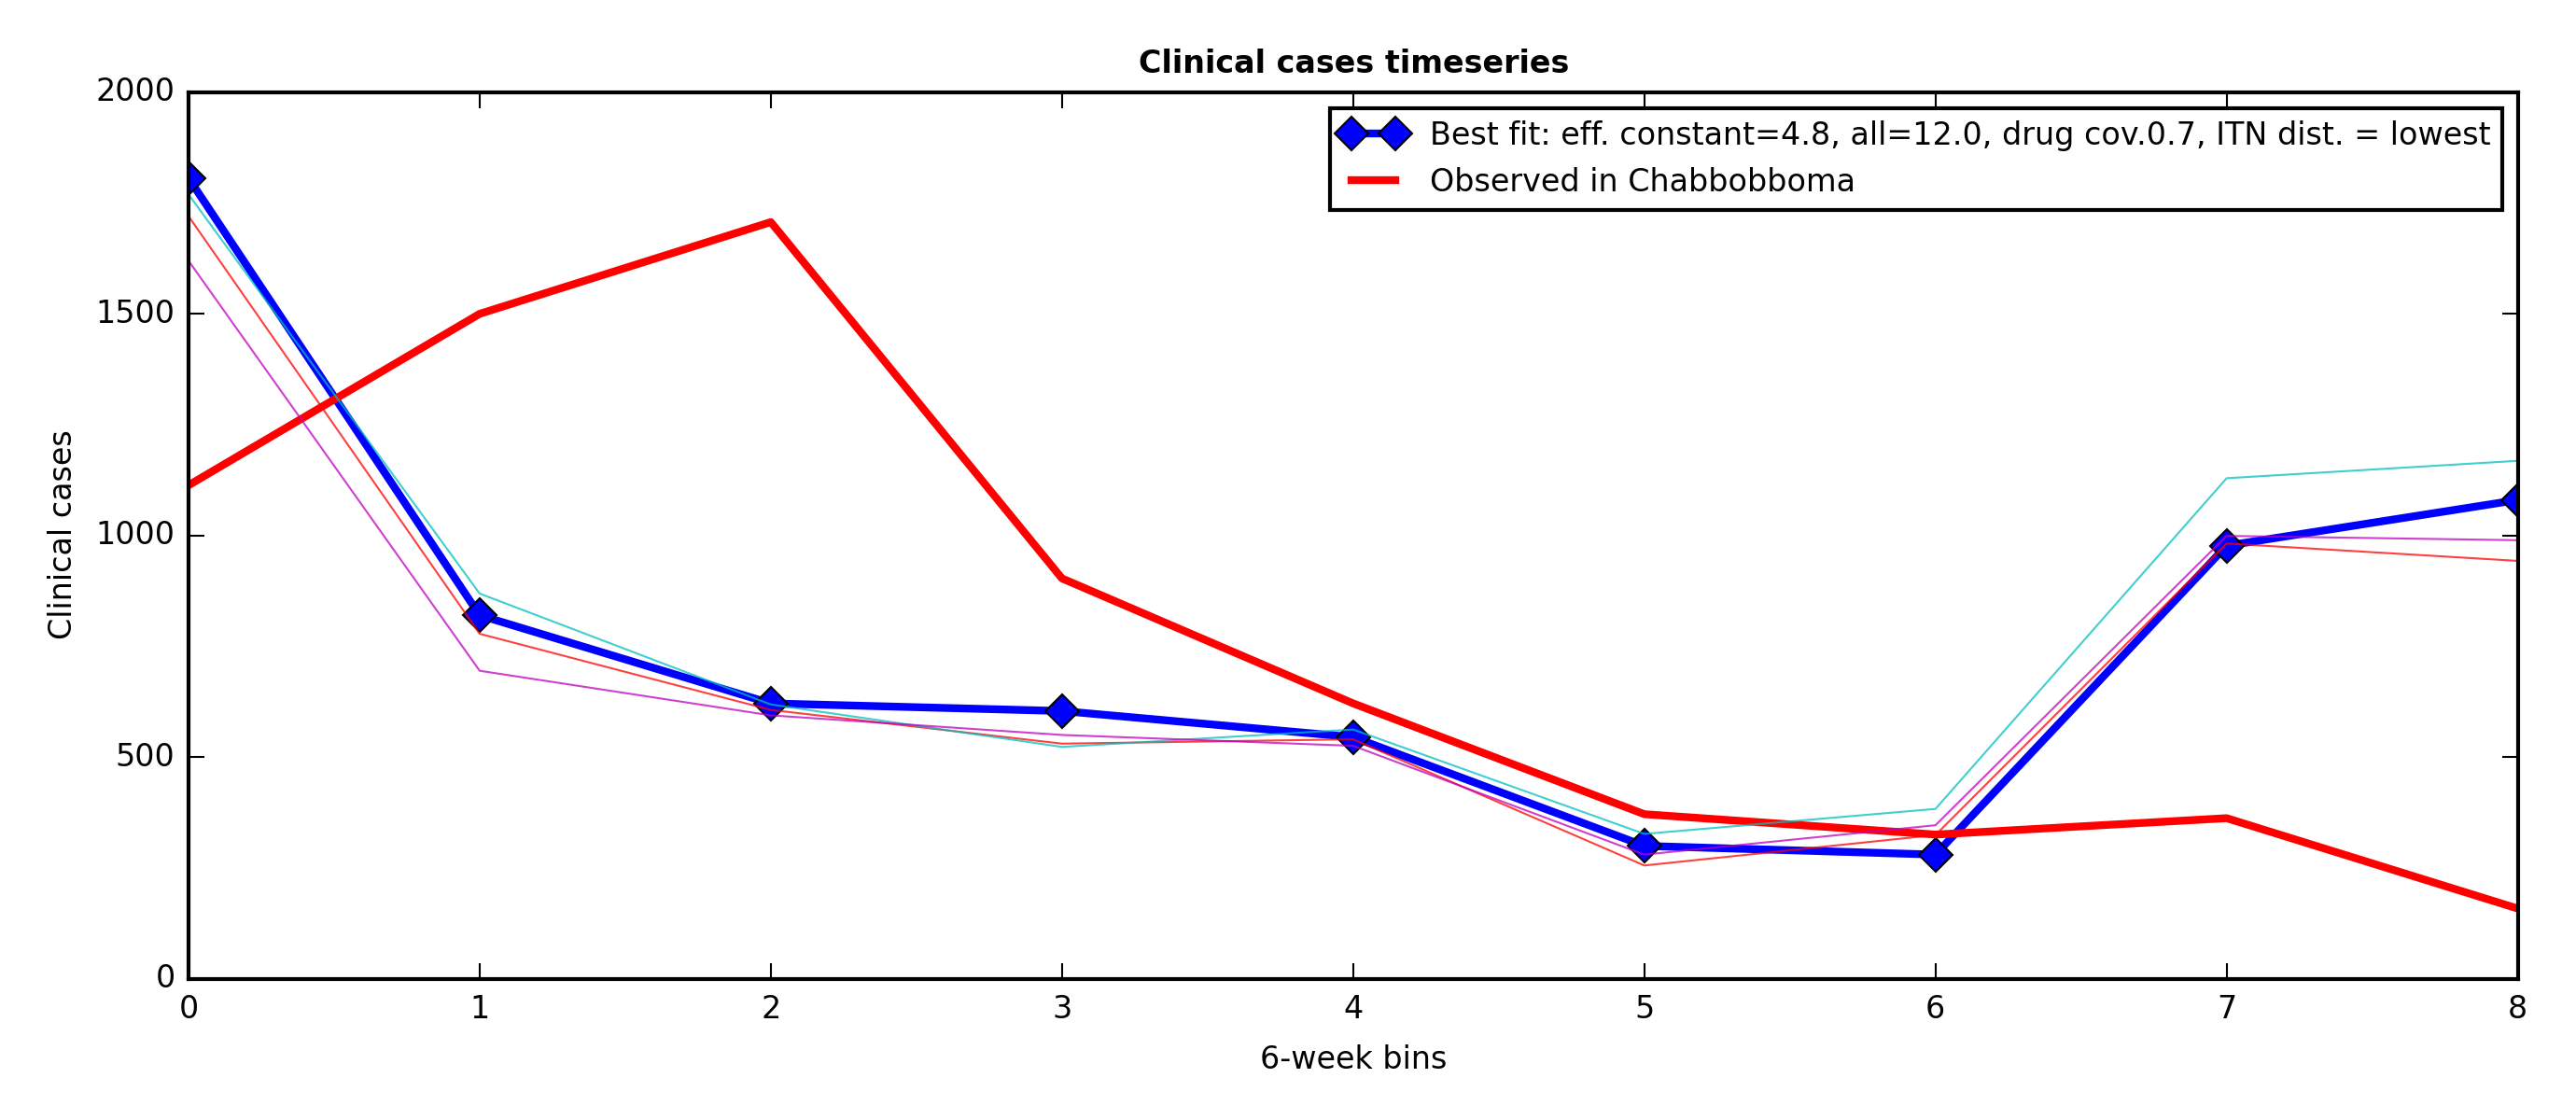 Clinical cases timeseries
Best fit: eff. constant=4.8, all=12.0, drug cov.0.7, ITN dist. = lowest
Observed in Chabbobboma
Clinical cases
2000
1500
1000
500
0
0 1 2 3 4 5 6 7 8
6-week bins